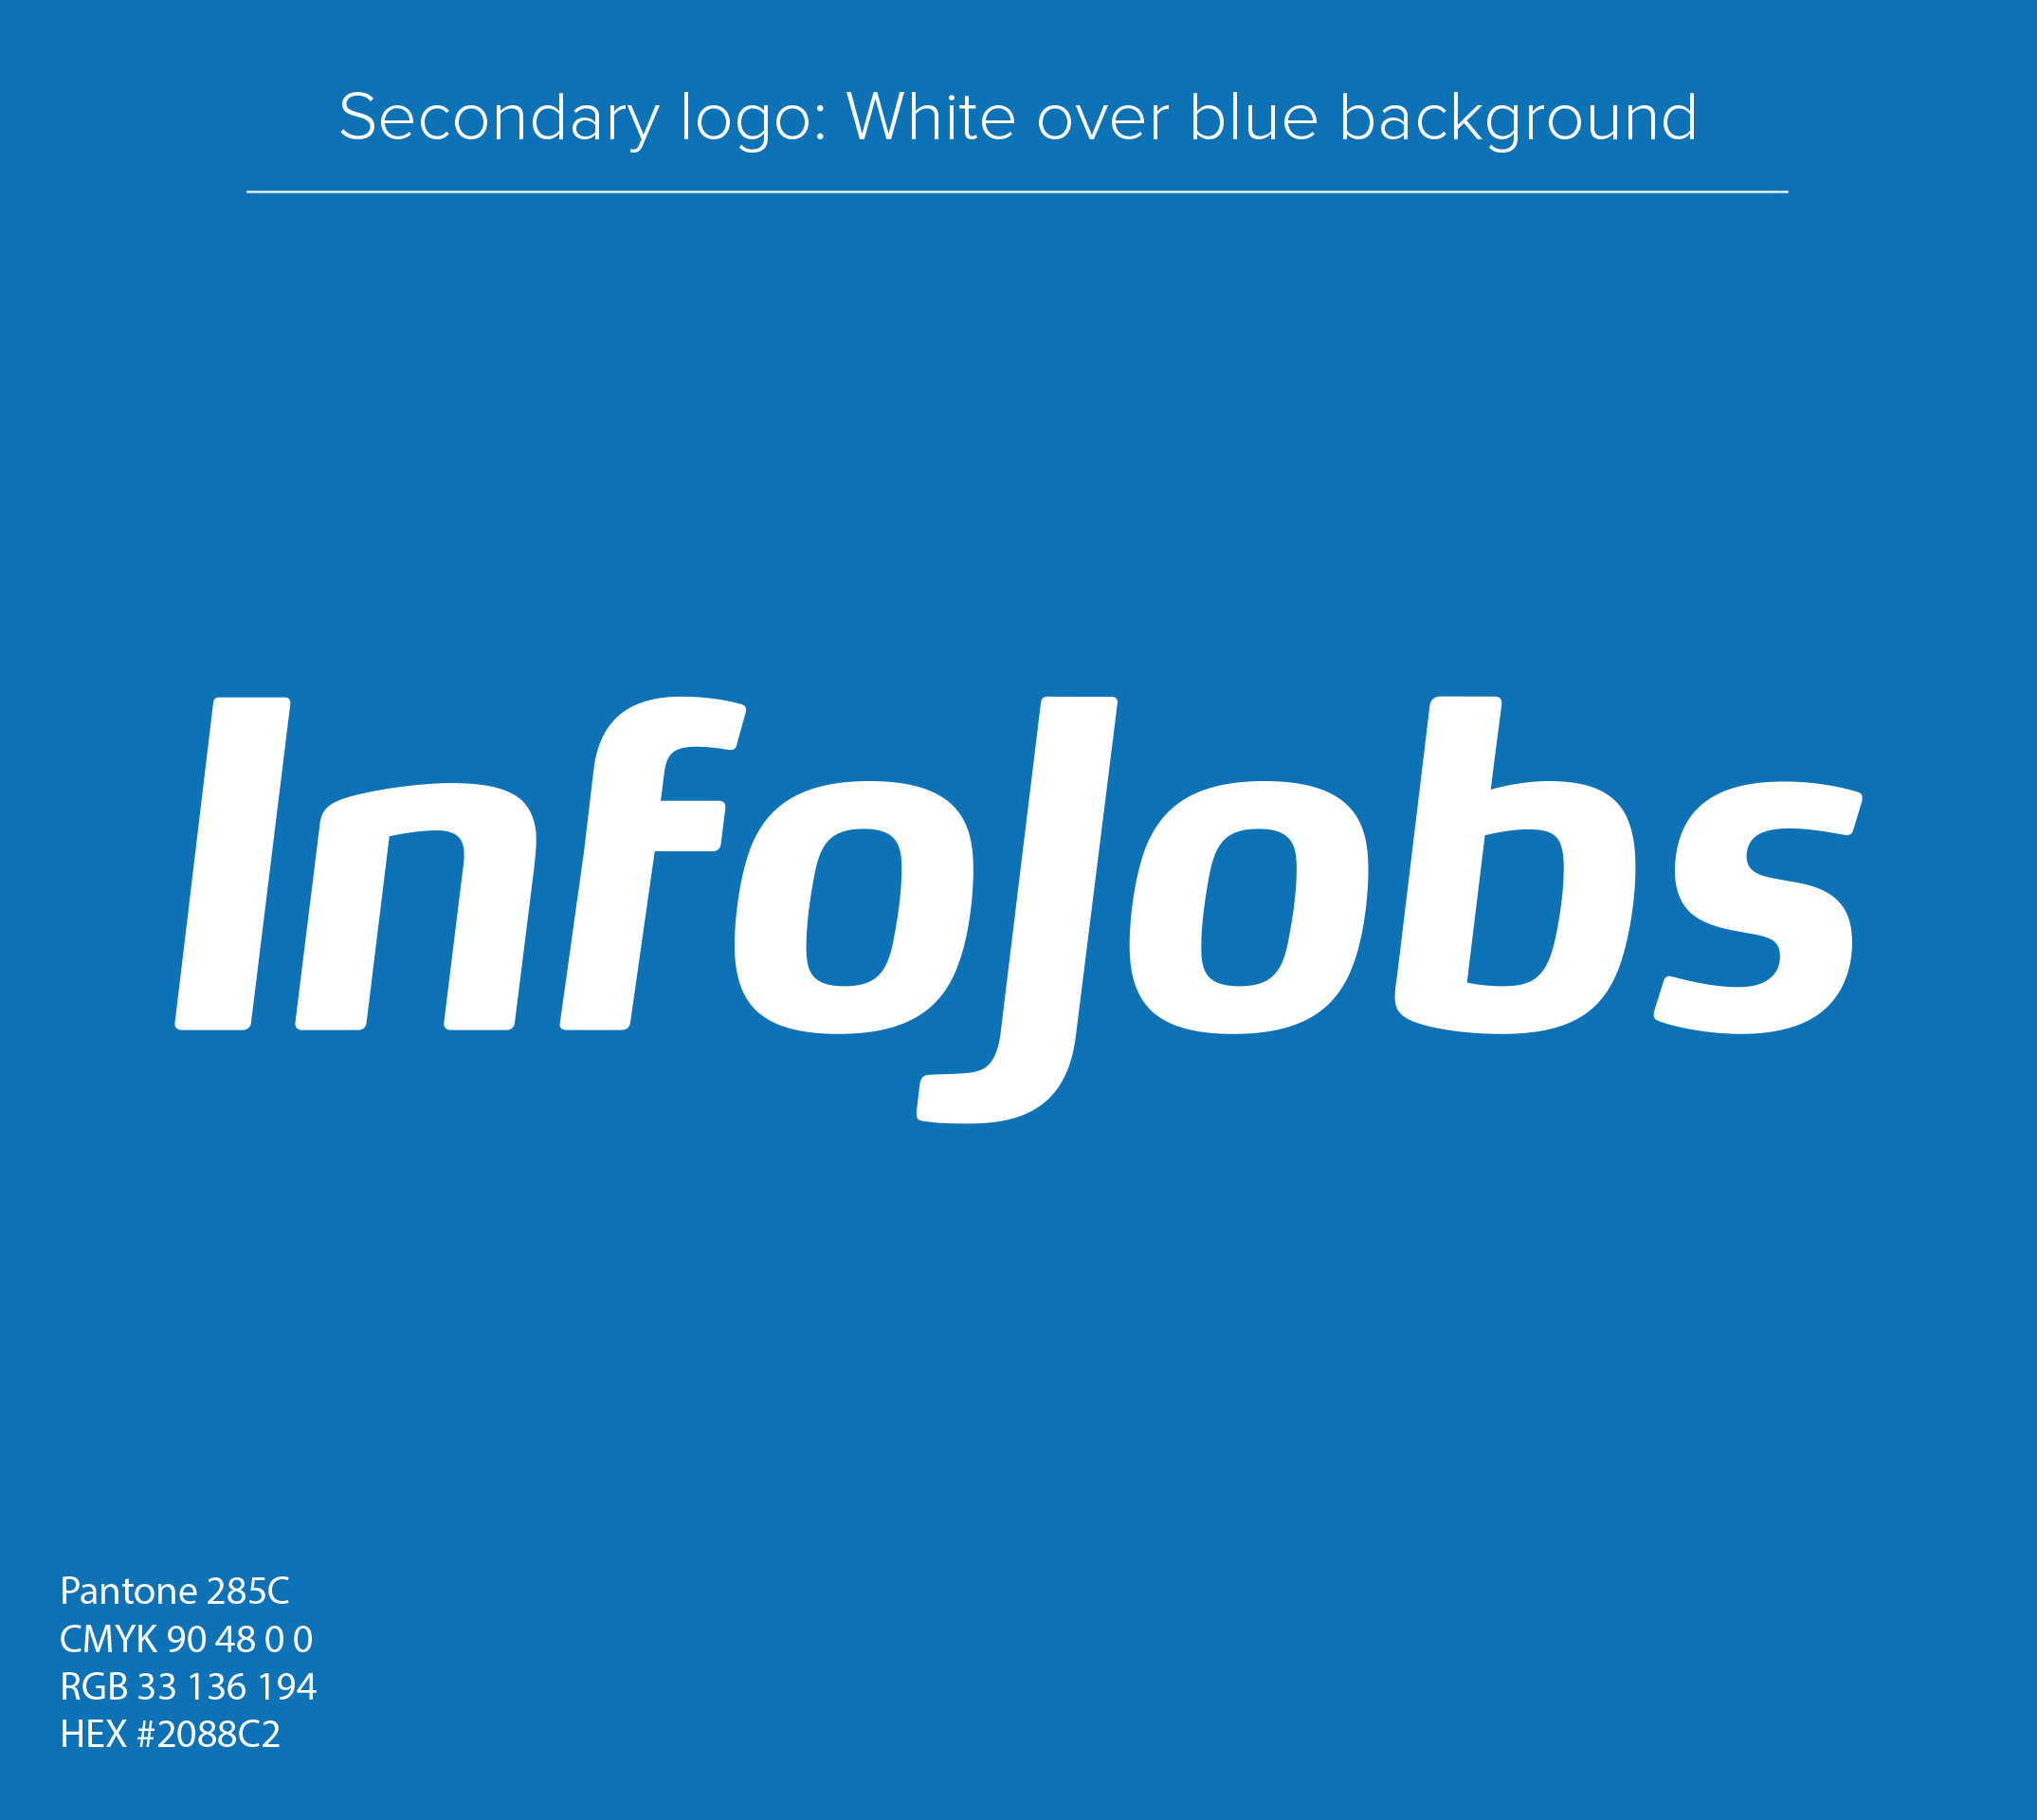 Secondary logo: White over blue background
InfoJobs
Pantone 285C
CMYK 90 48 0 0
RGB 33 136 194
HEX #2088C2